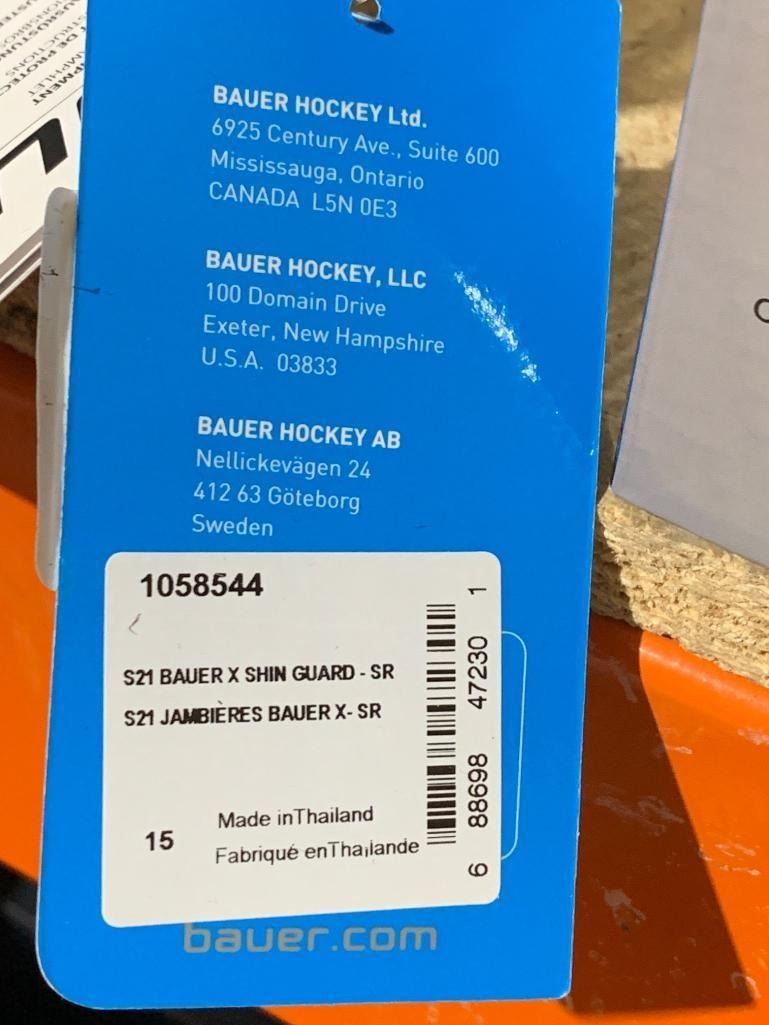 BAUER HOCKEY Ltd.
6925 Century Ave., Suite 600
Mississauga, Ontario
CANADA L5N 0E3
BAUER HOCKEY, LLC
100 Domain Drive
Exeter, New Hampshire
U.S.A. 03833
BAUER HOCKEY AB
Nellickevägen 24
412 63 Göteborg
Sweden
1058544
S21 BAUER X SHIN GUARD - SR
S21 JAMBIÈRES BAUER X- SR
15
Made inThailand
Fabriqué enThailande
6 88698 47230 1
bauer.com